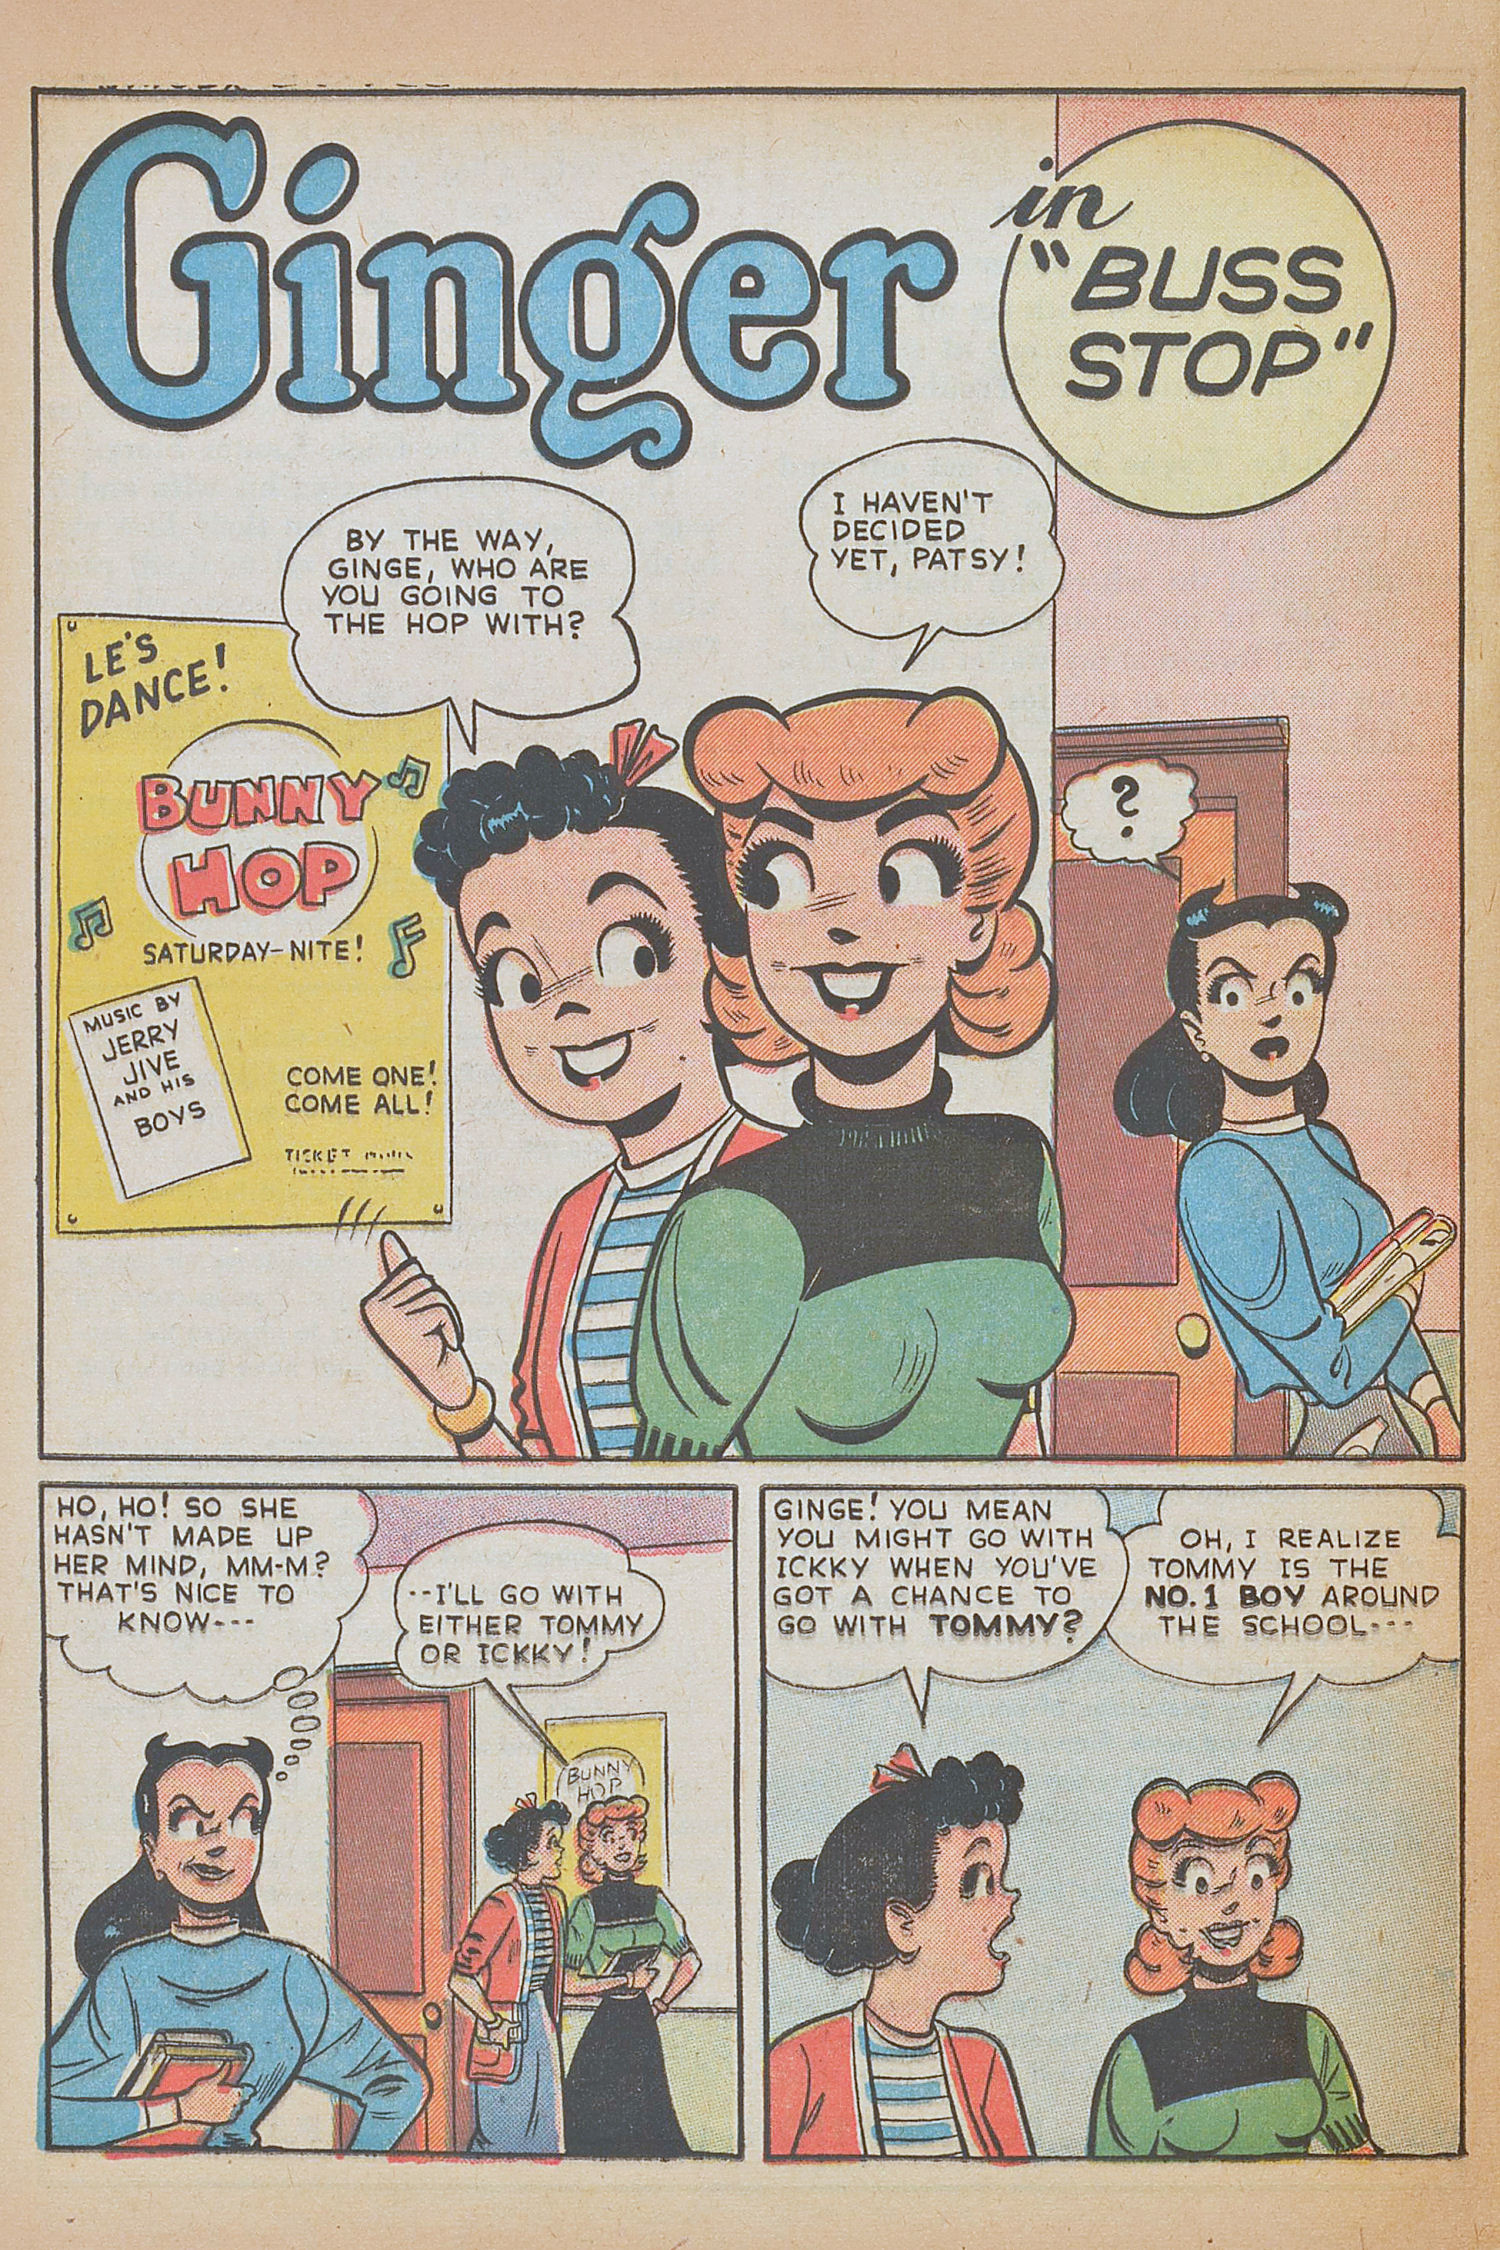 Ginger
in
"BUSS
STOP"
BY THE WAY,
GINGE, WHO ARE
YOU GOING TO
THE HOP WITH?
I HAVEN'T
DECIDED
YET, PATSY!
LE'S
DANCE!
BUNNY
HOP
SATURDAY-NITE!
MUSIC BY
JERRY
JIVE
AND HIS
BOYS
COME ONE!
COME ALL!
TICKET
?
HO, HO! SO SHE
HASN'T MADE UP
HER MIND, MM-M?
THAT'S NICE TO
KNOW---
--I'LL GO WITH
EITHER TOMMY
OR ICKKY!
BUNNY
HOP
GINGE! YOU MEAN
YOU MIGHT GO WITH
ICKKY WHEN YOU'VE
GOT A CHANCE TO
GO WITH TOMMY?
OH, I REALIZE
TOMMY IS THE
NO.1 BOY AROUND
THE SCHOOL---